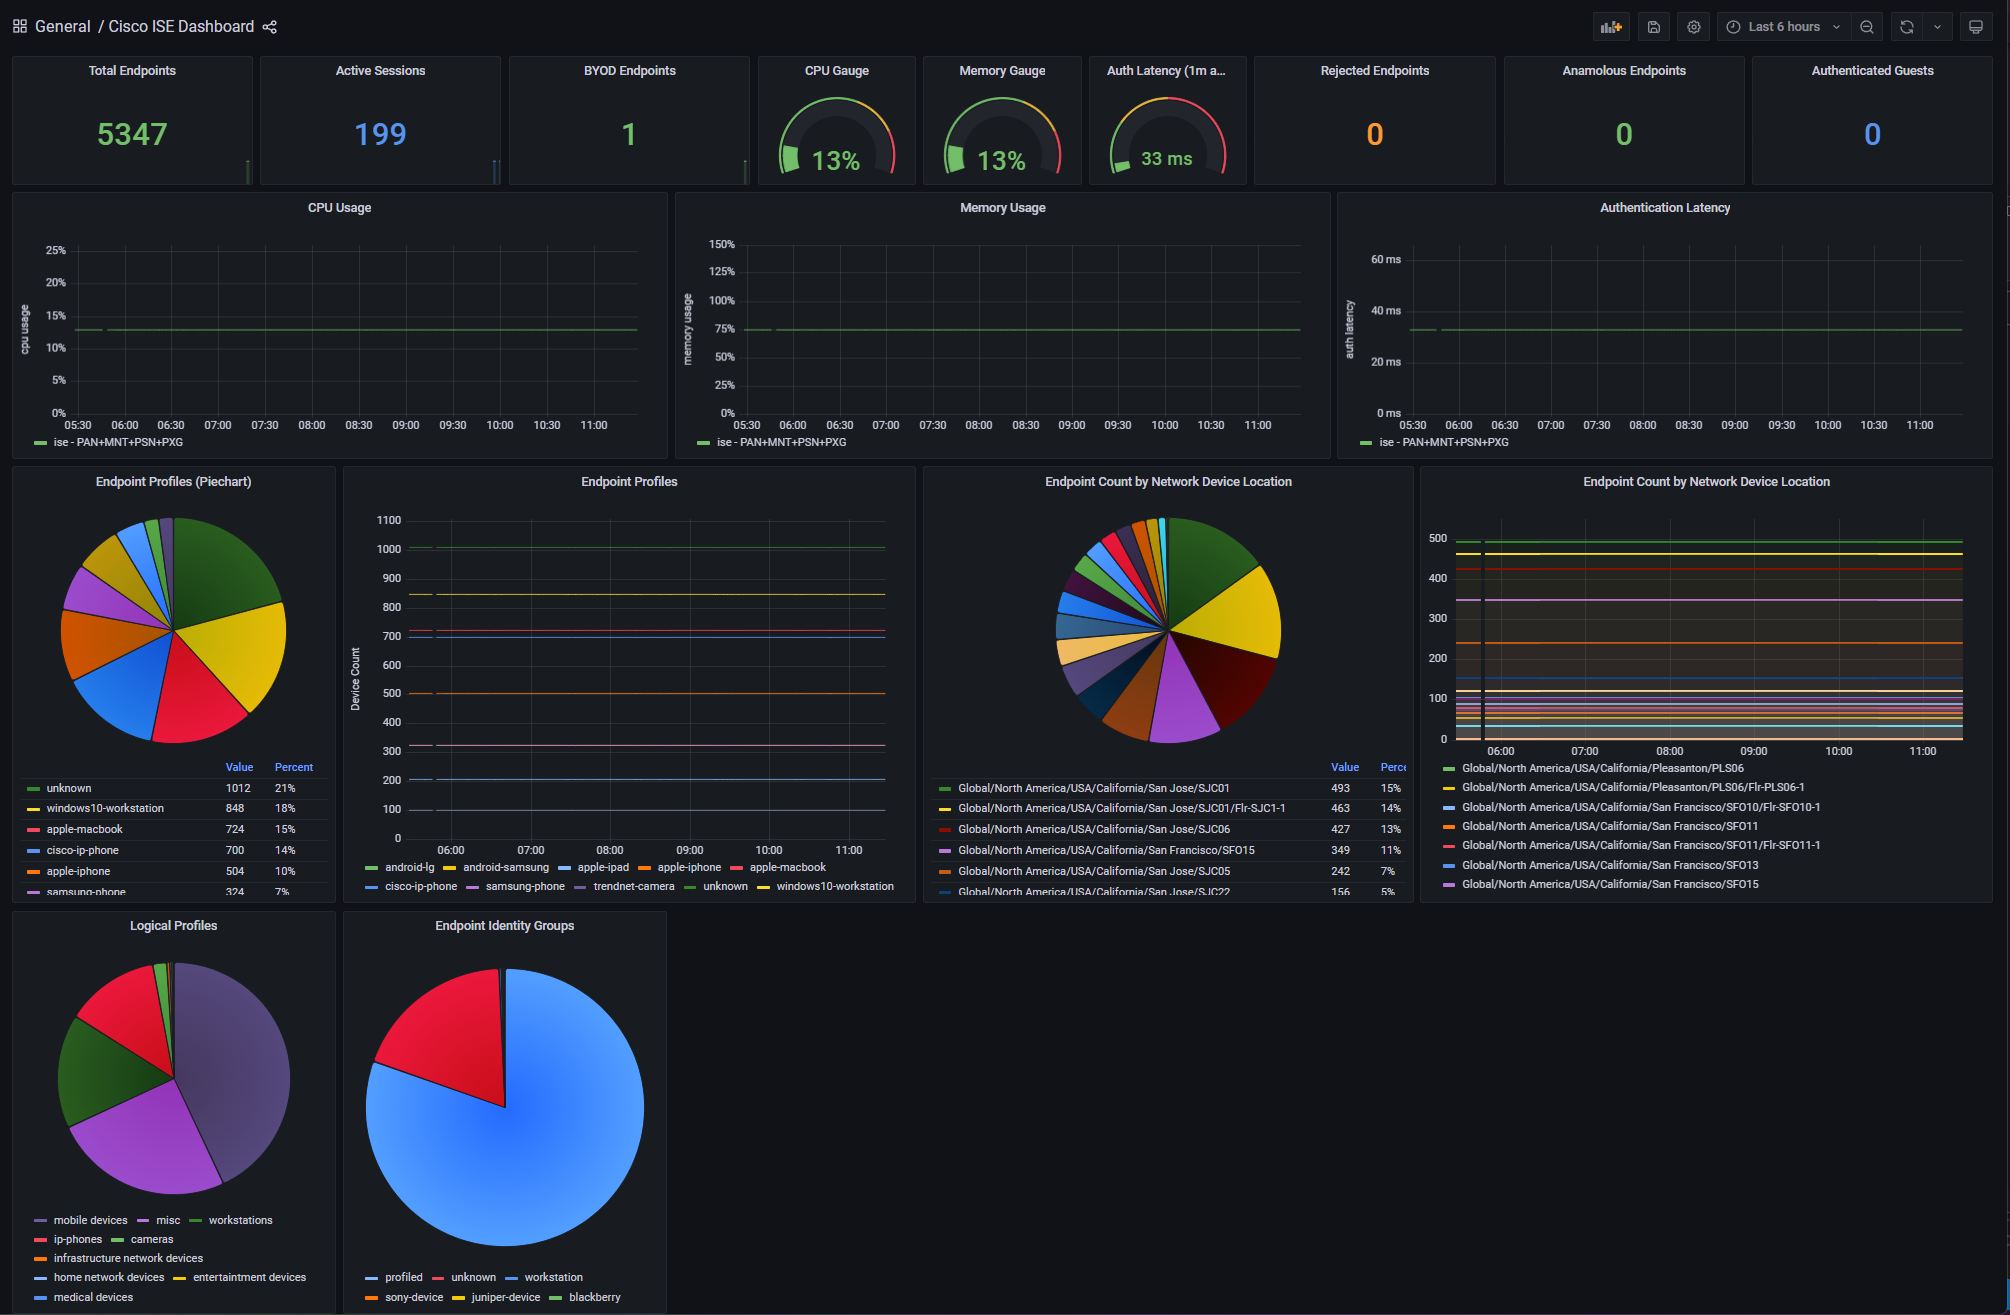 General / Cisco ISE Dashboard
Last 6 hours
Total Endpoints
5347
Active Sessions
199
BYOD Endpoints
1
CPU Gauge
13%
Memory Gauge
13%
Auth Latency (1m a...
33 ms
Rejected Endpoints
0
Anamolous Endpoints
0
Authenticated Guests
0
CPU Usage
cpu usage
25%
20%
15%
10%
5%
0%
05:30 06:00 06:30 07:00 07:30 08:00 08:30 09:00 09:30 10:00 10:30 11:00
ise - PAN+MNT+PSN+PXG
Memory Usage
memory usage
150%
125%
100%
75%
50%
25%
0%
05:30 06:00 06:30 07:00 07:30 08:00 08:30 09:00 09:30 10:00 10:30 11:00
ise - PAN+MNT+PSN+PXG
Authentication Latency
auth latency
60 ms
40 ms
20 ms
0 ms
05:30 06:00 06:30 07:00 07:30 08:00 08:30 09:00 09:30 10:00 10:30 11:00
ise - PAN+MNT+PSN+PXG
Endpoint Profiles (Piechart)
Value Percent
unknown 1012 21%
windows10-workstation 848 18%
apple-macbook 724 15%
cisco-ip-phone 700 14%
apple-iphone 504 10%
samsung-phone 324 7%
Endpoint Profiles
Device Count
1100
1000
900
800
700
600
500
400
300
200
100
0
06:00 07:00 08:00 09:00 10:00 11:00
android-lg android-samsung apple-ipad apple-iphone apple-macbook
cisco-ip-phone samsung-phone trendnet-camera unknown windows10-workstation
Endpoint Count by Network Device Location
Value Perce
Global/North America/USA/California/San Jose/SJC01 493 15%
Global/North America/USA/California/San Jose/SJC01/Flr-SJC1-1 463 14%
Global/North America/USA/California/San Jose/SJC06 427 13%
Global/North America/USA/California/San Francisco/SFO15 349 11%
Global/North America/USA/California/San Jose/SJC05 242 7%
Global/North America/USA/California/San Jose/SJC22 156 5%
Endpoint Count by Network Device Location
500
400
300
200
100
0
06:00 07:00 08:00 09:00 10:00 11:00
Global/North America/USA/California/Pleasanton/PLS06
Global/North America/USA/California/Pleasanton/PLS06/Flr-PLS06-1
Global/North America/USA/California/San Francisco/SFO10/Flr-SFO10-1
Global/North America/USA/California/San Francisco/SFO11
Global/North America/USA/California/San Francisco/SFO11/Flr-SFO11-1
Global/North America/USA/California/San Francisco/SFO13
Global/North America/USA/California/San Francisco/SFO15
Logical Profiles
mobile devices misc workstations
ip-phones cameras
infrastructure network devices
home network devices entertaintment devices
medical devices
Endpoint Identity Groups
profiled unknown workstation
sony-device juniper-device blackberry